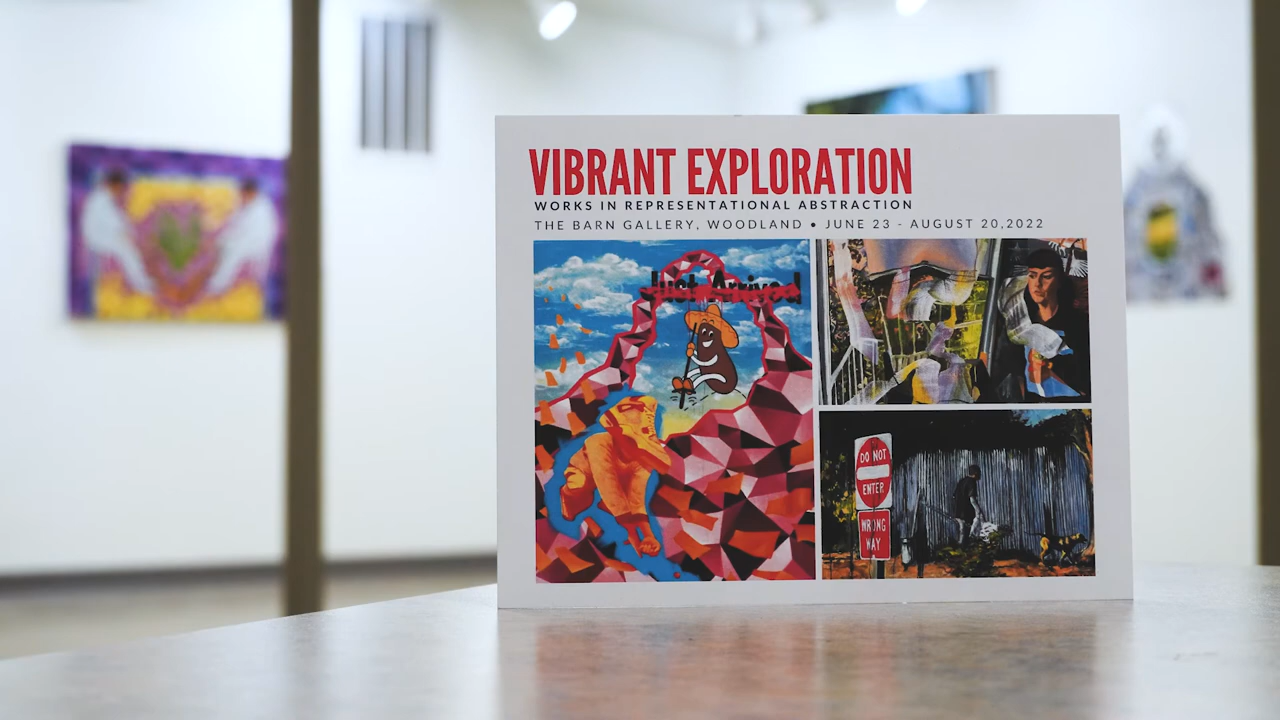 VIBRANT EXPLORATION
WORKS IN REPRESENTATIONAL ABSTRACTION
THE BARN GALLERY, WOODLAND • JUNE 23 - AUGUST 20,2022
Just Arrived
DO NOT
ENTER
WRONG
WAY